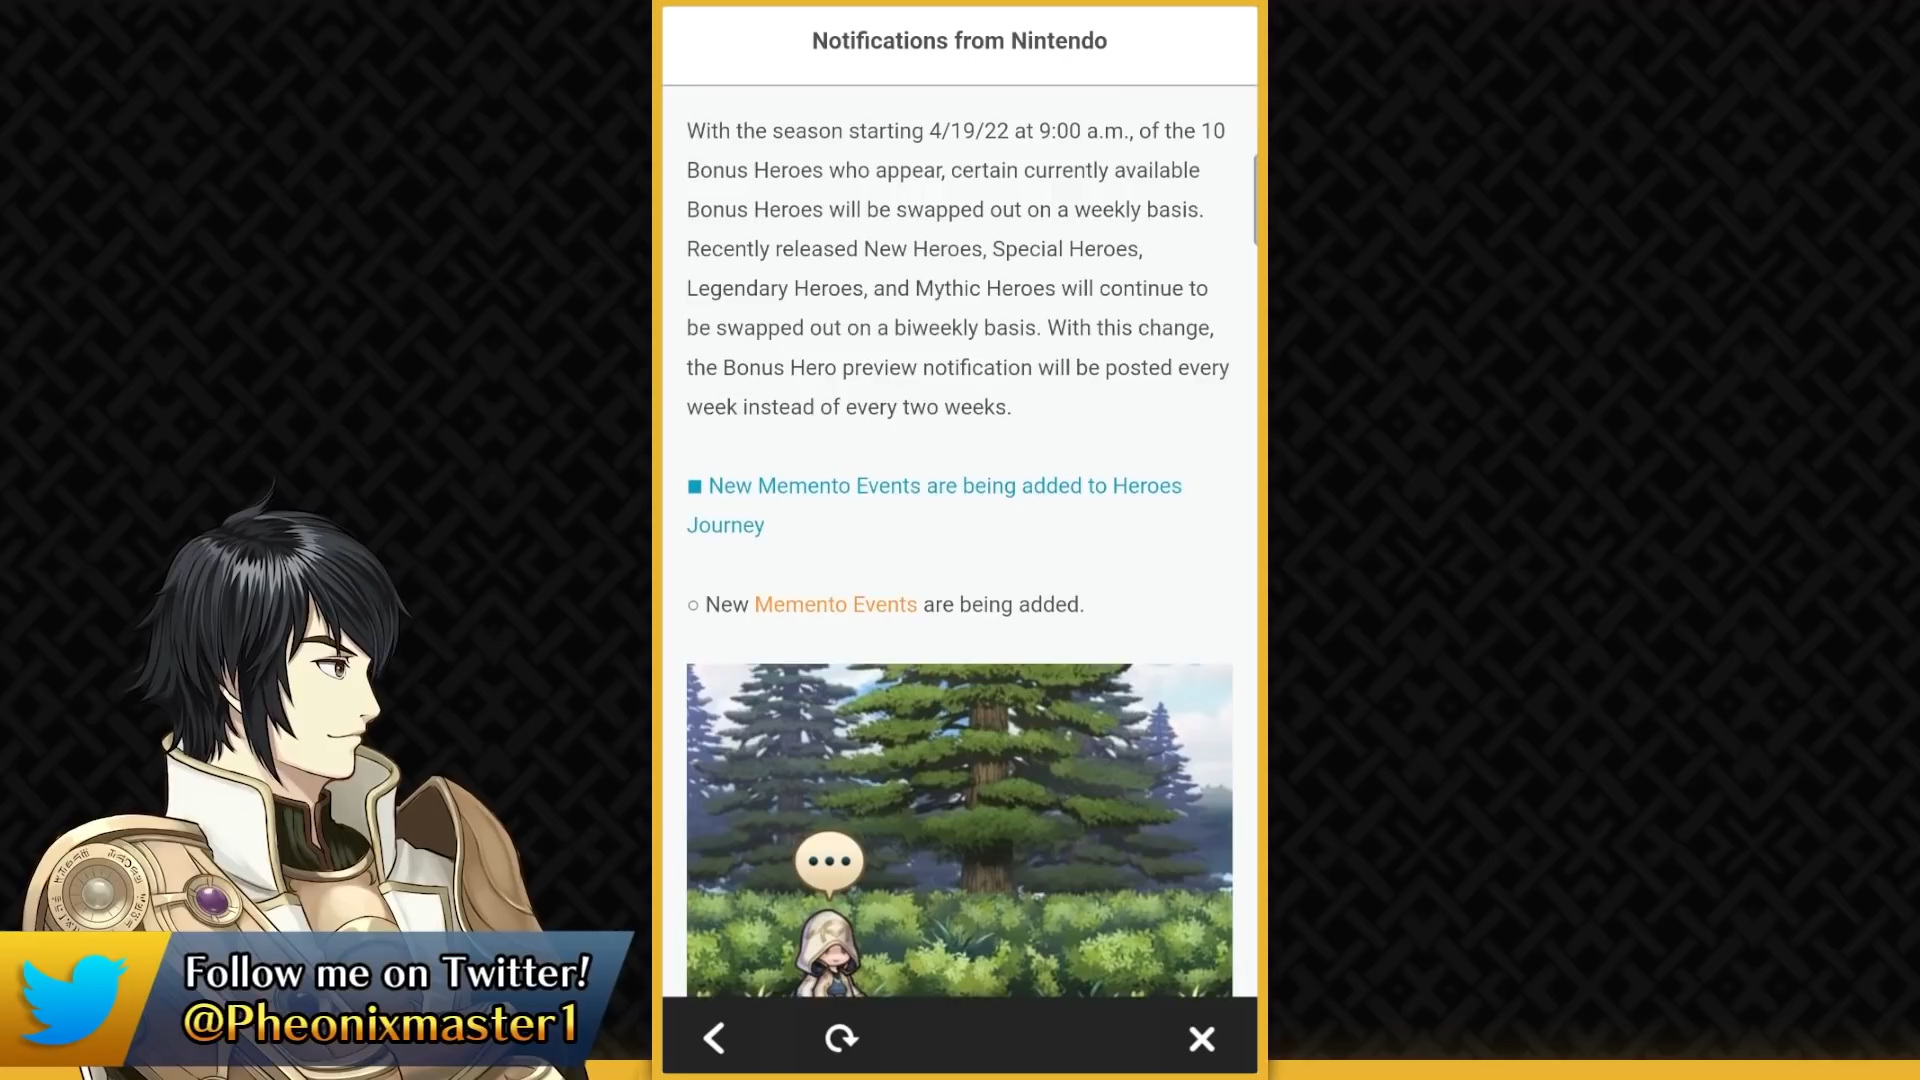 Notifications from Nintendo
With the season starting 4/19/22 at 9:00 a.m., of the 10
Bonus Heroes who appear, certain currently available
Bonus Heroes will be swapped out on a weekly basis.
Recently released New Heroes, Special Heroes,
Legendary Heroes, and Mythic Heroes will continue to
be swapped out on a biweekly basis. With this change,
the Bonus Hero preview notification will be posted every
week instead of every two weeks.
■ New Memento Events are being added to Heroes
Journey
○ New Memento Events are being added.
Follow me on Twitter!
@Pheonixmaster1